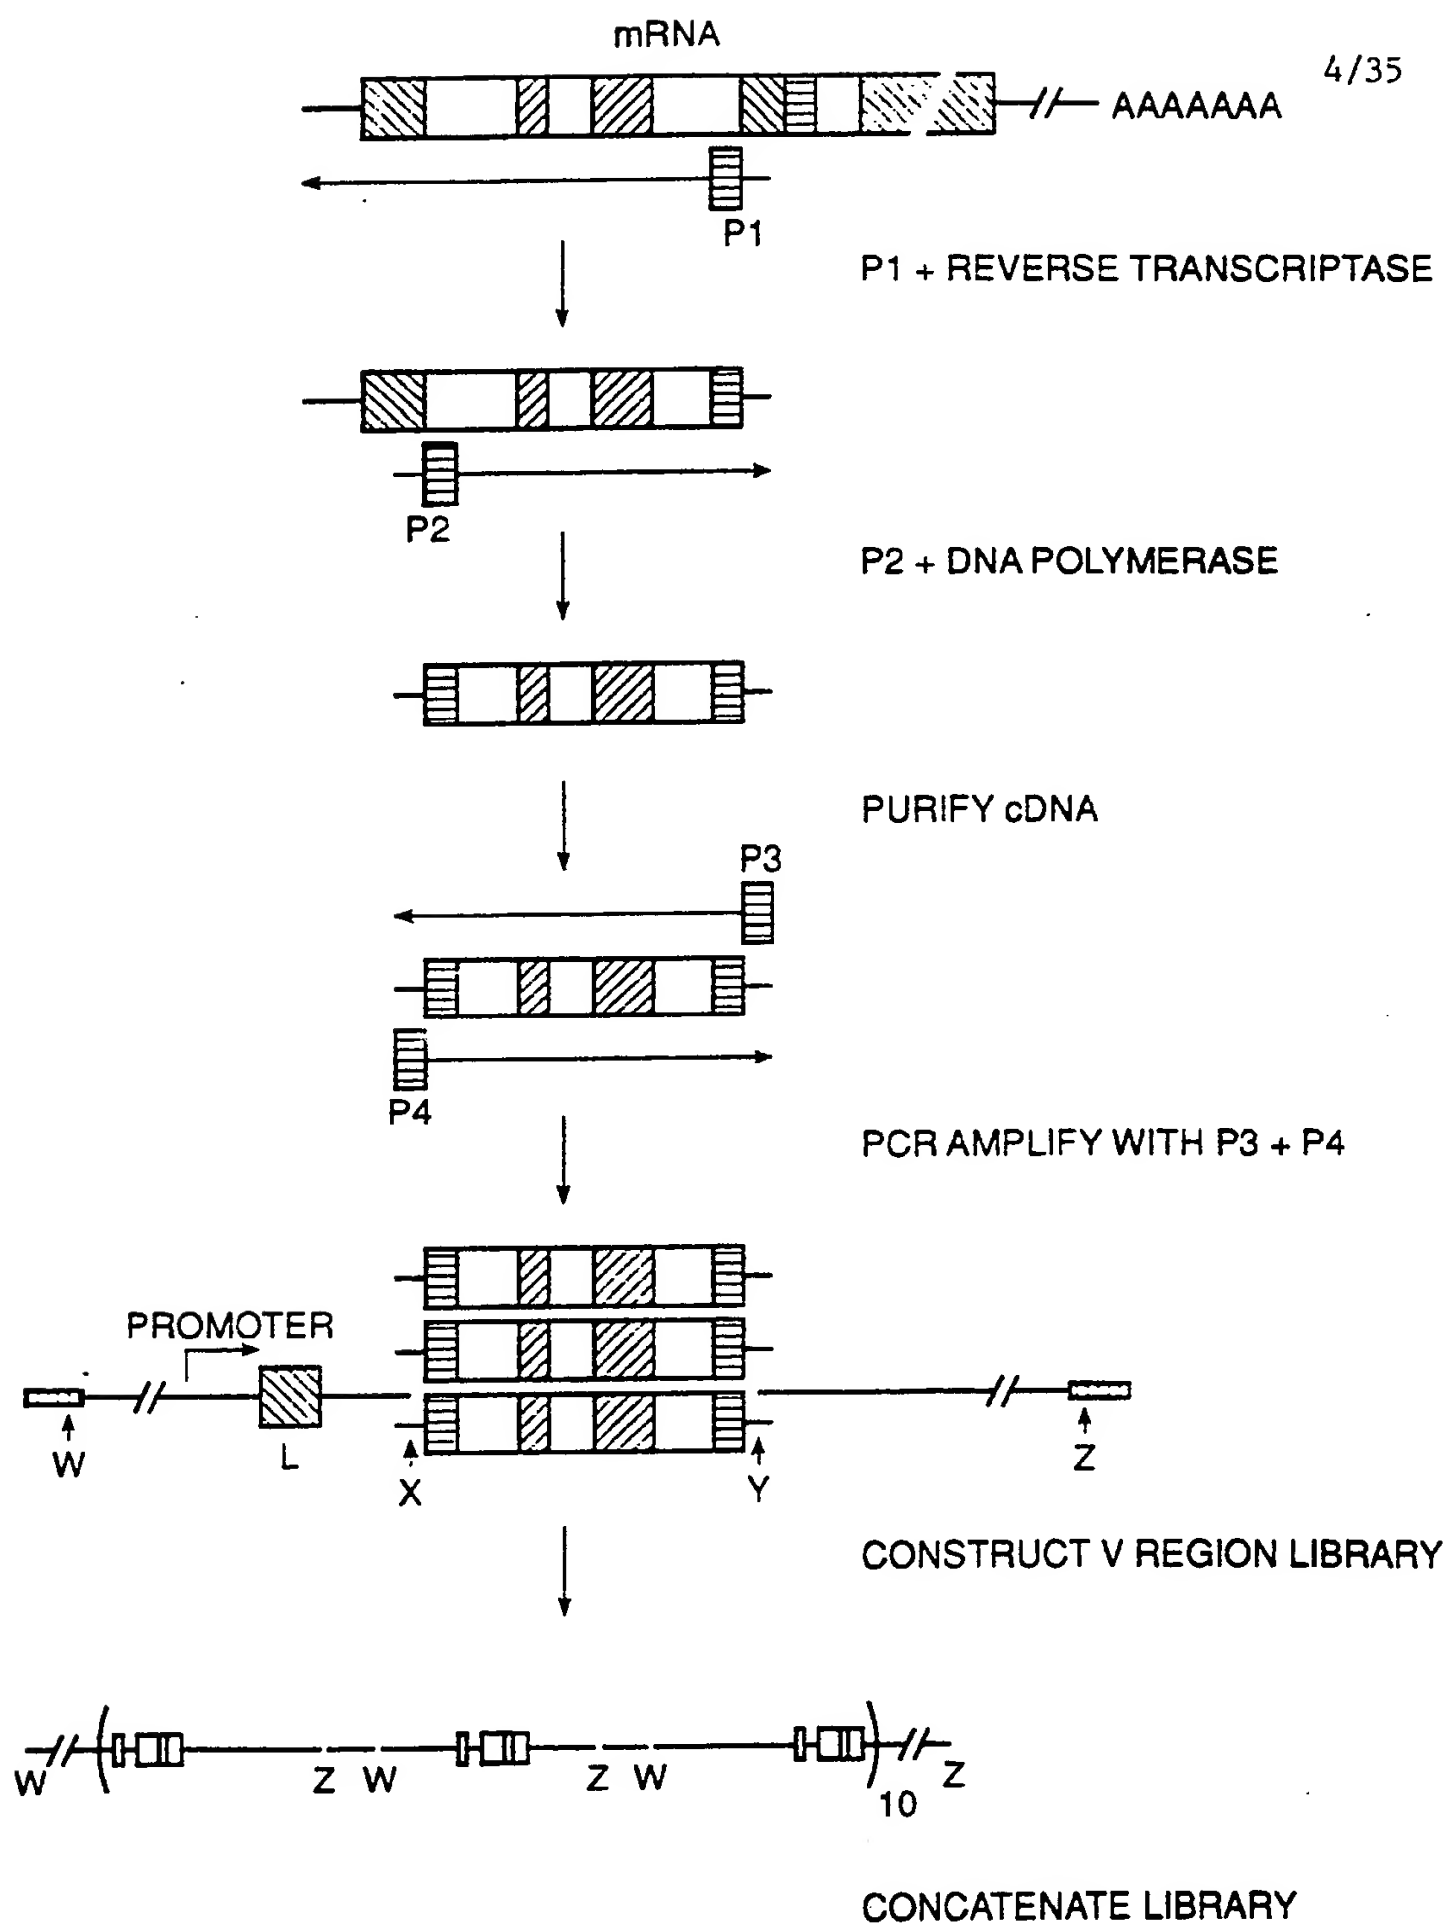 mRNA
4/35
AAAAAAA
P1
P1 + REVERSE TRANSCRIPTASE
P2
P2 + DNA POLYMERASE
PURIFY cDNA
P3
P4
PCR AMPLIFY WITH P3 + P4
PROMOTER
W
L
X
Y
Z
CONSTRUCT V REGION LIBRARY
W
Z W
Z W
Z
10
CONCATENATE LIBRARY